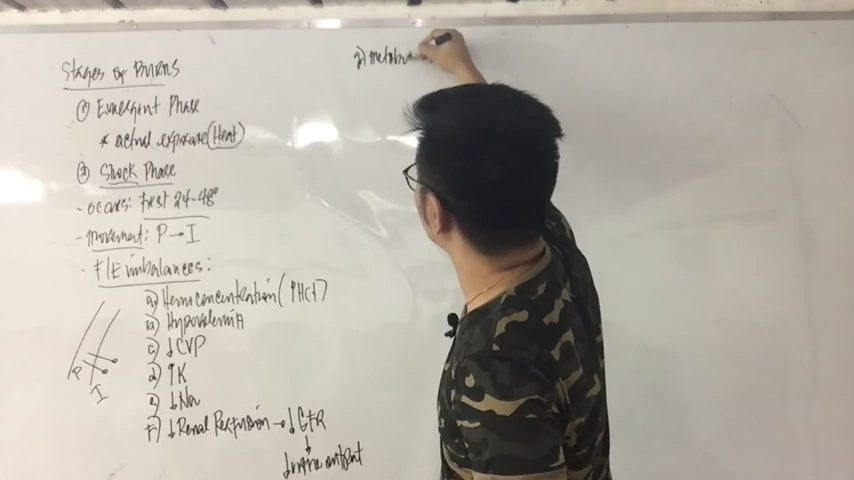 Stages of Burns
① Emergent Phase
* actual exposure (Heat)
② Shock Phase
- occurs: first 24-48°
- Movement: P → I
- F/E imbalances:
a) Hemoconcentration (↑Hct)
b) Hypovolemia
c) ↓CVP
d) ↑K
e) ↓Na
F) ↓Renal Perfusion → ↓GFR
↓
↓urine output
P
I
g) metabo